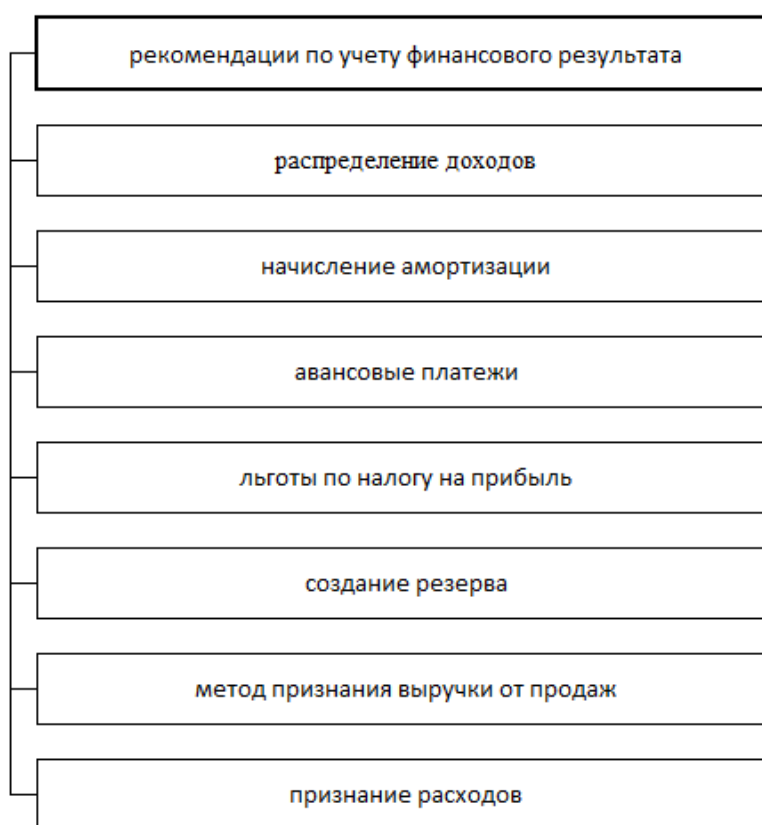 рекомендации по учету финансового результата
распределение доходов
начисление амортизации
авансовые платежи
льготы по налогу на прибыль
создание резерва
метод признания выручки от продаж
признание расходов